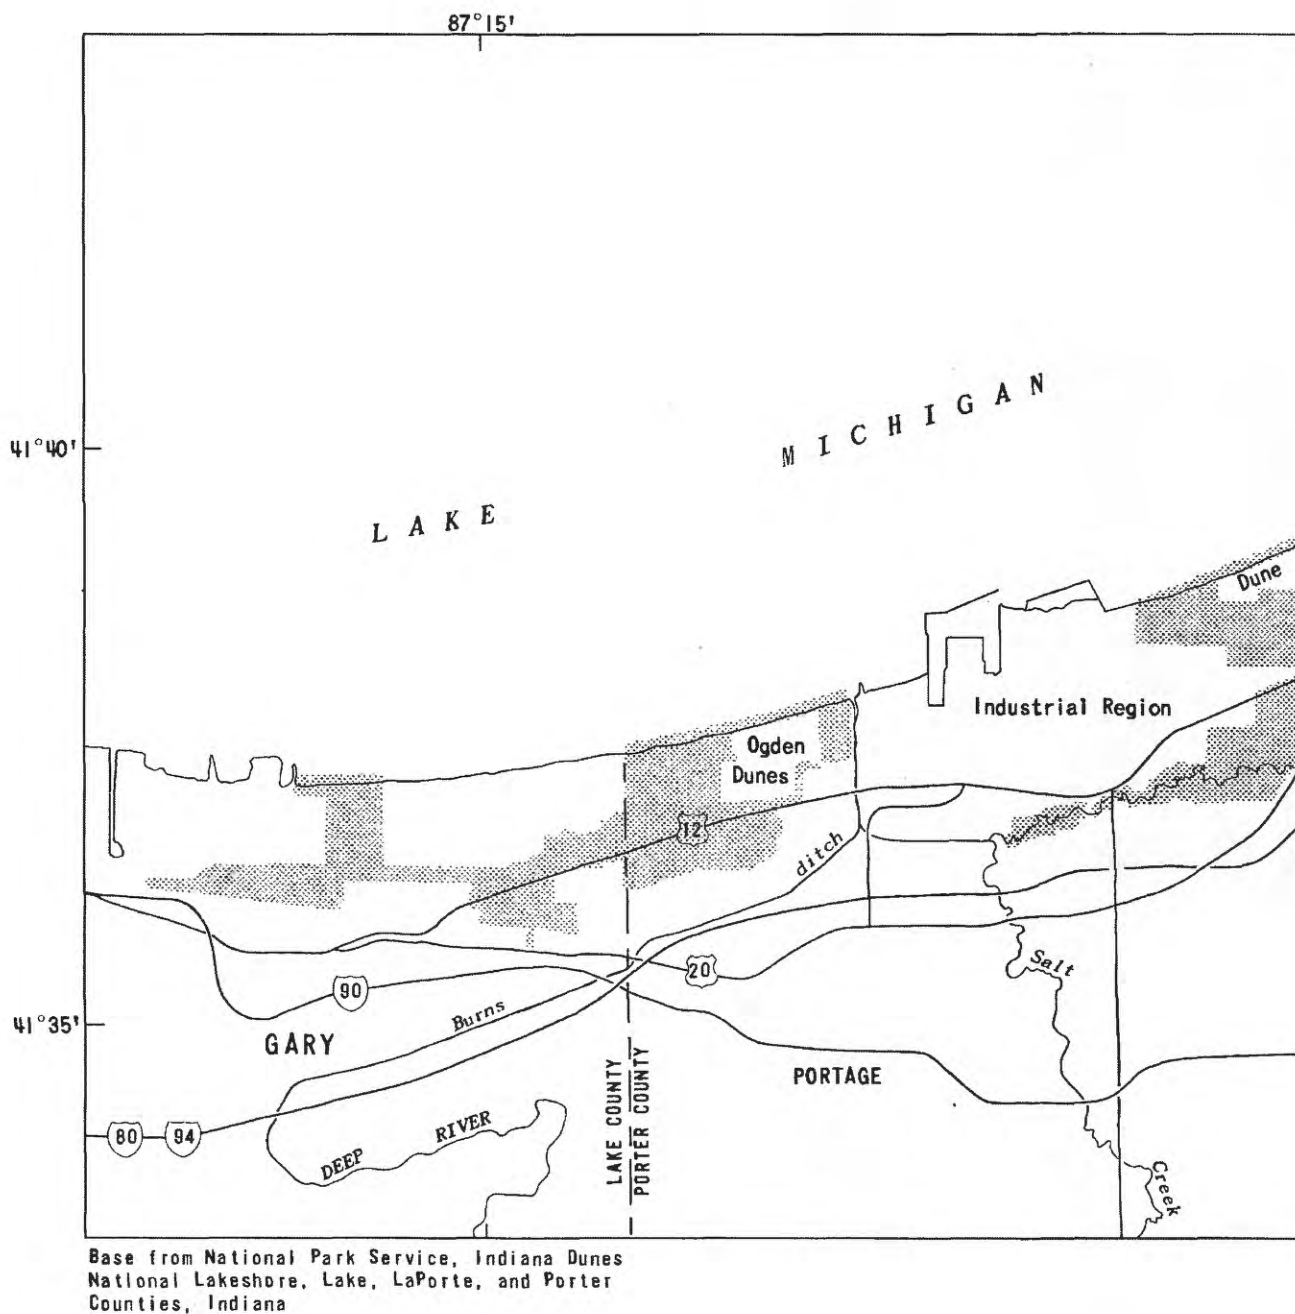 87°15'
41°40'
LAKE MICHIGAN
Dune
Industrial Region
Ogden
Dunes
12
ditch
20
Salt
90
Burns
41°35'
GARY
PORTAGE
LAKE COUNTY
PORTER COUNTY
80
94
DEEP RIVER
Creek
Base from National Park Service, Indiana Dunes
National Lakeshore, Lake, LaPorte, and Porter
Counties, Indiana